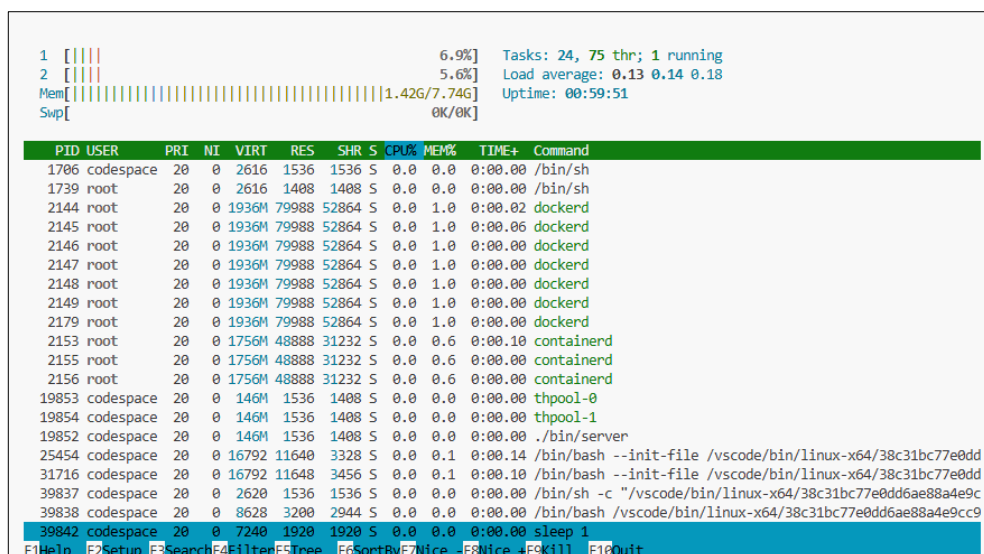 1 [|||| 6.9%] Tasks: 24, 75 thr; 1 running
2 [|||| 5.6%] Load average: 0.13 0.14 0.18
Mem[||||||||||||||||||||||||||||||||||||||||1.42G/7.74G] Uptime: 00:59:51
Swp[ 0K/0K]
PID USER PRI NI VIRT RES SHR S CPU% MEM% TIME+ Command
1706 codespace 20 0 2616 1536 1536 S 0.0 0.0 0:00.00 /bin/sh
1739 root 20 0 2616 1408 1408 S 0.0 0.0 0:00.00 /bin/sh
2144 root 20 0 1936M 79988 52864 S 0.0 1.0 0:00.02 dockerd
2145 root 20 0 1936M 79988 52864 S 0.0 1.0 0:00.06 dockerd
2146 root 20 0 1936M 79988 52864 S 0.0 1.0 0:00.00 dockerd
2147 root 20 0 1936M 79988 52864 S 0.0 1.0 0:00.00 dockerd
2148 root 20 0 1936M 79988 52864 S 0.0 1.0 0:00.00 dockerd
2149 root 20 0 1936M 79988 52864 S 0.0 1.0 0:00.00 dockerd
2179 root 20 0 1936M 79988 52864 S 0.0 1.0 0:00.00 dockerd
2153 root 20 0 1756M 48888 31232 S 0.0 0.6 0:00.10 containerd
2155 root 20 0 1756M 48888 31232 S 0.0 0.6 0:00.00 containerd
2156 root 20 0 1756M 48888 31232 S 0.0 0.6 0:00.00 containerd
19853 codespace 20 0 146M 1536 1408 S 0.0 0.0 0:00.00 thpool-0
19854 codespace 20 0 146M 1536 1408 S 0.0 0.0 0:00.00 thpool-1
19852 codespace 20 0 146M 1536 1408 S 0.0 0.0 0:00.00 ./bin/server
25454 codespace 20 0 16792 11640 3328 S 0.0 0.1 0:00.14 /bin/bash --init-file /vscode/bin/linux-x64/38c31bc77e0dd
31716 codespace 20 0 16792 11648 3456 S 0.0 0.1 0:00.10 /bin/bash --init-file /vscode/bin/linux-x64/38c31bc77e0dd
39837 codespace 20 0 2620 1536 1536 S 0.0 0.0 0:00.00 /bin/sh -c "/vscode/bin/linux-x64/38c31bc77e0dd6ae88a4e9c
39838 codespace 20 0 8628 3200 2944 S 0.0 0.0 0:00.00 /bin/bash /vscode/bin/linux-x64/38c31bc77e0dd6ae88a4e9cc9
39842 codespace 20 0 7240 1920 1920 S 0.0 0.0 0:00.00 sleep 1
F1Help F2Setup F3SearchF4FilterF5Tree F6SortByF7Nice -F8Nice +F9Kill F10Quit